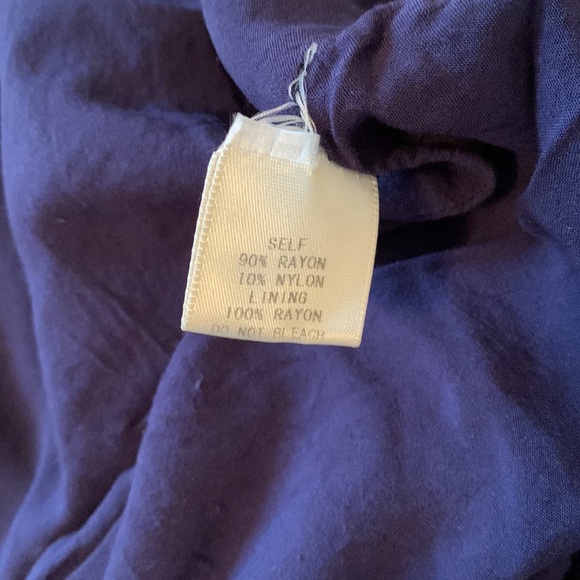 SELF
90% RAYON
10% NYLON
LINING
100% RAYON
DO NOT BLEACH